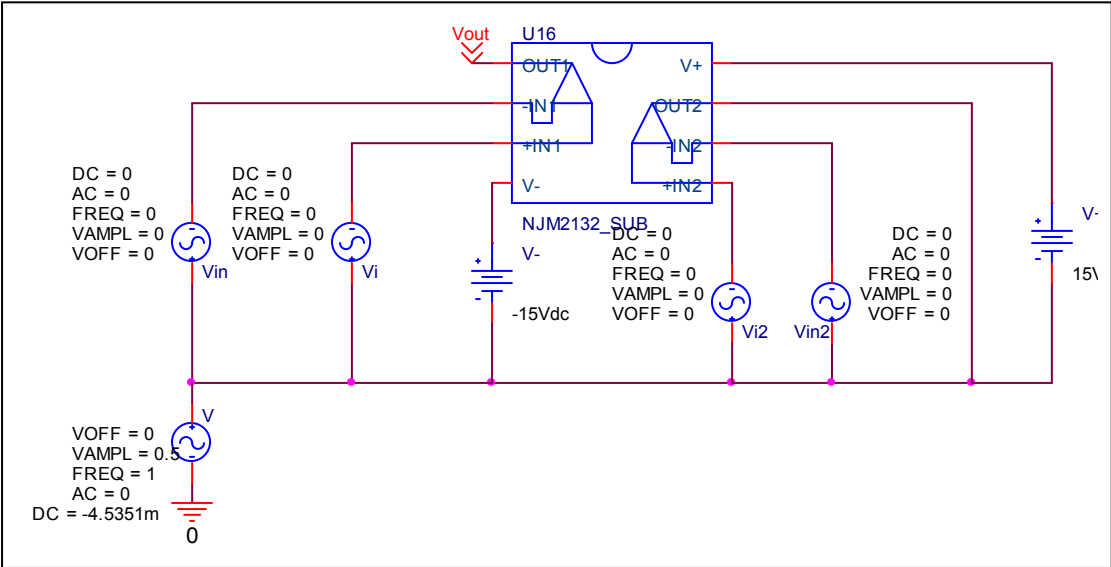 Vout
U16
OUT1
V+
-IN1
OUT2
+IN1
-IN2
V-
+IN2
NJM2132_SUB
DC = 0
AC = 0
FREQ = 0
VAMPL = 0
VOFF = 0
Vin
DC = 0
AC = 0
FREQ = 0
VAMPL = 0
VOFF = 0
Vi
V-
-15Vdc
DC = 0
AC = 0
FREQ = 0
VAMPL = 0
VOFF = 0
Vi2
DC = 0
AC = 0
FREQ = 0
VAMPL = 0
VOFF = 0
Vin2
V
VOFF = 0
VAMPL = 0.5
FREQ = 1
AC = 0
DC = -4.5351m
0